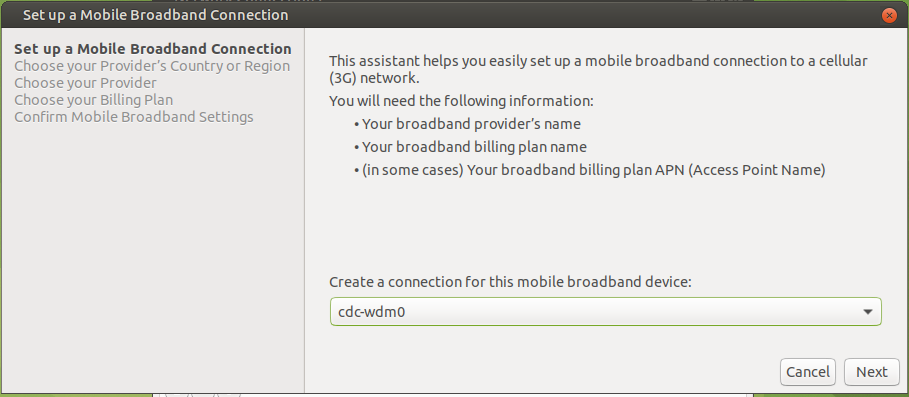 Set up a Mobile Broadband Connection
Set up a Mobile Broadband Connection
Choose your Provider's Country or Region
Choose your Provider
Choose your Billing Plan
Confirm Mobile Broadband Settings
This assistant helps you easily set up a mobile broadband connection to a cellular
(3G) network.
You will need the following information:
• Your broadband provider's name
• Your broadband billing plan name
• (in some cases) Your broadband billing plan APN (Access Point Name)
Create a connection for this mobile broadband device:
cdc-wdm0
Cancel
Next